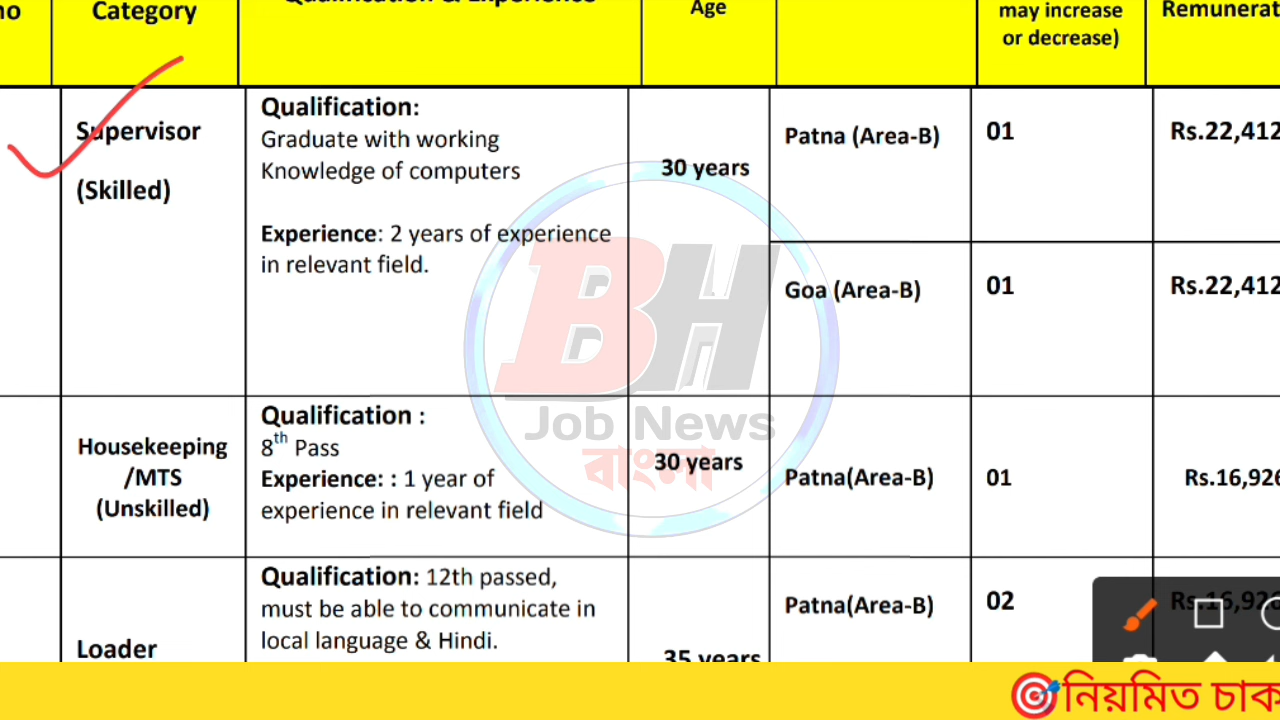 no
Category
Qualification & Experience
Age
may increase
or decrease)
Remunerat
Supervisor
(Skilled)
Qualification:
Graduate with working
Knowledge of computers
Experience: 2 years of experience
in relevant field.
30 years
Patna (Area-B)
01
Rs.22,412
Goa (Area-B)
01
Rs.22,412
Housekeeping
/MTS
(Unskilled)
Qualification :
8th Pass
Experience: : 1 year of
experience in relevant field
30 years
Patna(Area-B)
01
Rs.16,926
Loader
Qualification: 12th passed,
must be able to communicate in
local language & Hindi.
35 years
Patna(Area-B)
02
Rs.16,926
BH
Job News
বাংলা
নিয়মিত চাক